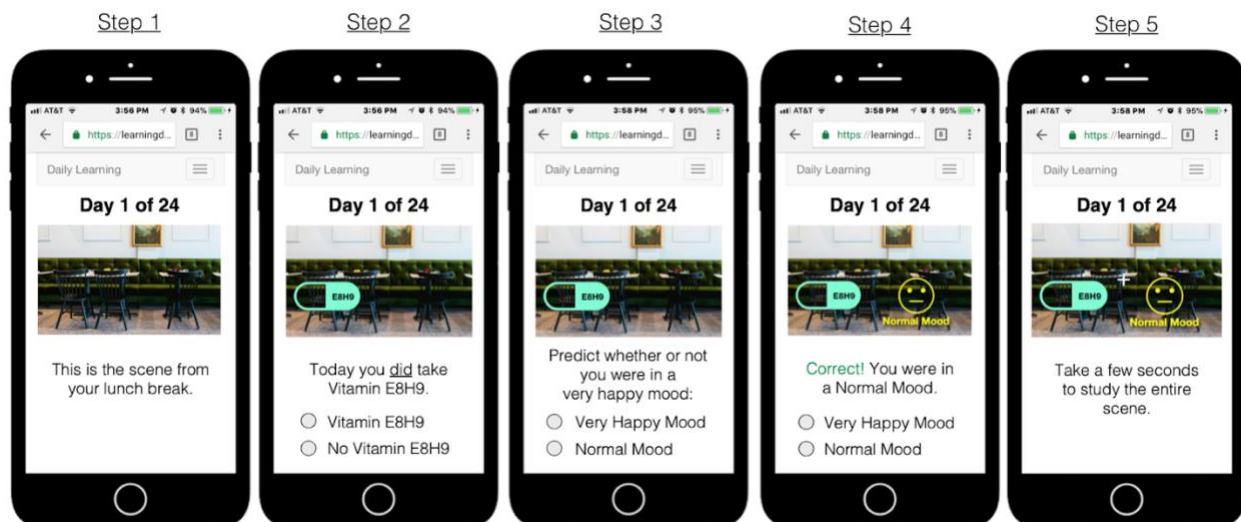 Step 1
Step 2
Step 3
Step 4
Step 5
AT&T 3:56 PM 94%
https://learningd... 8
Daily Learning
Day 1 of 24
This is the scene from
your lunch break.
AT&T 3:56 PM 94%
https://learningd... 8
Daily Learning
Day 1 of 24
E8H9
Today you did take
Vitamin E8H9.
Vitamin E8H9
No Vitamin E8H9
AT&T 3:58 PM 95%
https://learningd... 8
Daily Learning
Day 1 of 24
E8H9
Predict whether or not
you were in a
very happy mood:
Very Happy Mood
Normal Mood
AT&T 3:58 PM 95%
https://learningd... 8
Daily Learning
Day 1 of 24
E8H9
Normal Mood
Correct! You were in
a Normal Mood.
Very Happy Mood
Normal Mood
AT&T 3:58 PM 95%
https://learningd... 8
Daily Learning
Day 1 of 24
E8H9
Normal Mood
Take a few seconds
to study the entire
scene.